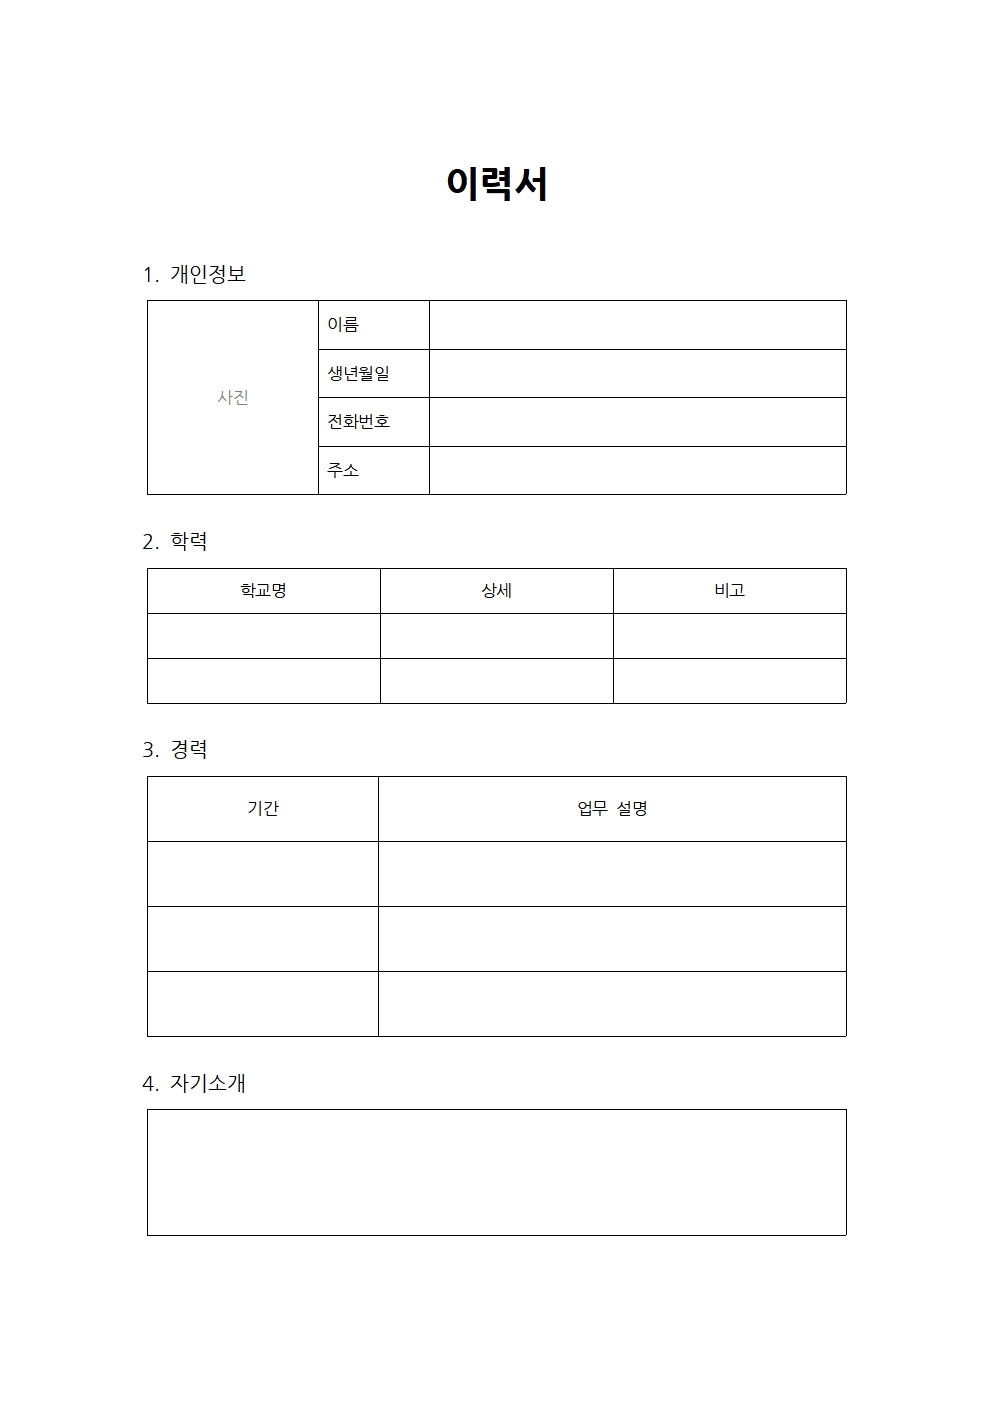 이력서
1. 개인정보
사진
이름
생년월일
전화번호
주소
2. 학력
학교명 상세 비고
3. 경력
기간 업무 설명
4. 자기소개